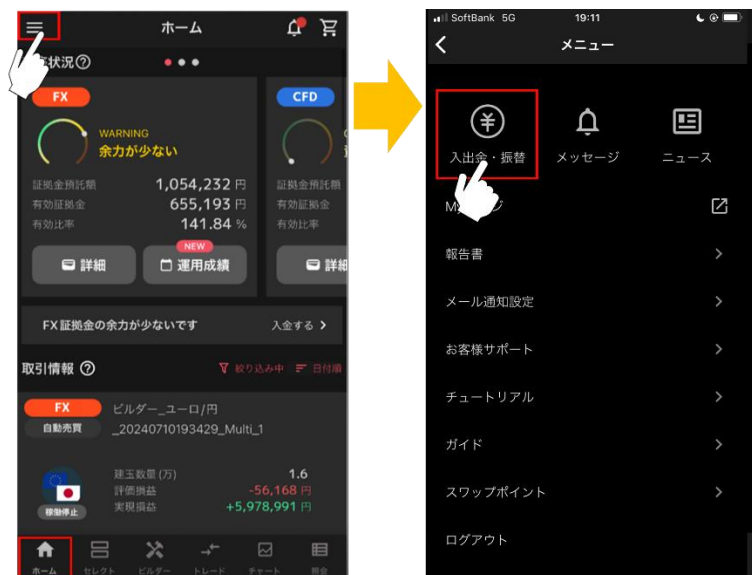 ホーム
状況?
FX
WARNING
余力が少ない
証拠金預託額 1,054,232 円
有効証拠金 655,193 円
有効比率 141.84 %
詳細
NEW
運用成績
CFD
証拠金預託額
有効証拠金
有効比率
詳細
FX証拠金の余力が少ないです 入金する
取引情報 ?
絞り込み中 日付順
FX
自動売買
ビルダー_ユーロ/円
_20240710193429_Multi_1
建玉数量(万) 1.6
評価損益 -56,168 円
実現損益 +5,978,991 円
稼働停止
ホーム セレクト ビルダー トレード チャート 照会
SoftBank 5G 19:11
メニュー
入出金・振替 メッセージ ニュース
報告書
メール通知設定
お客様サポート
チュートリアル
ガイド
スワップポイント
ログアウト